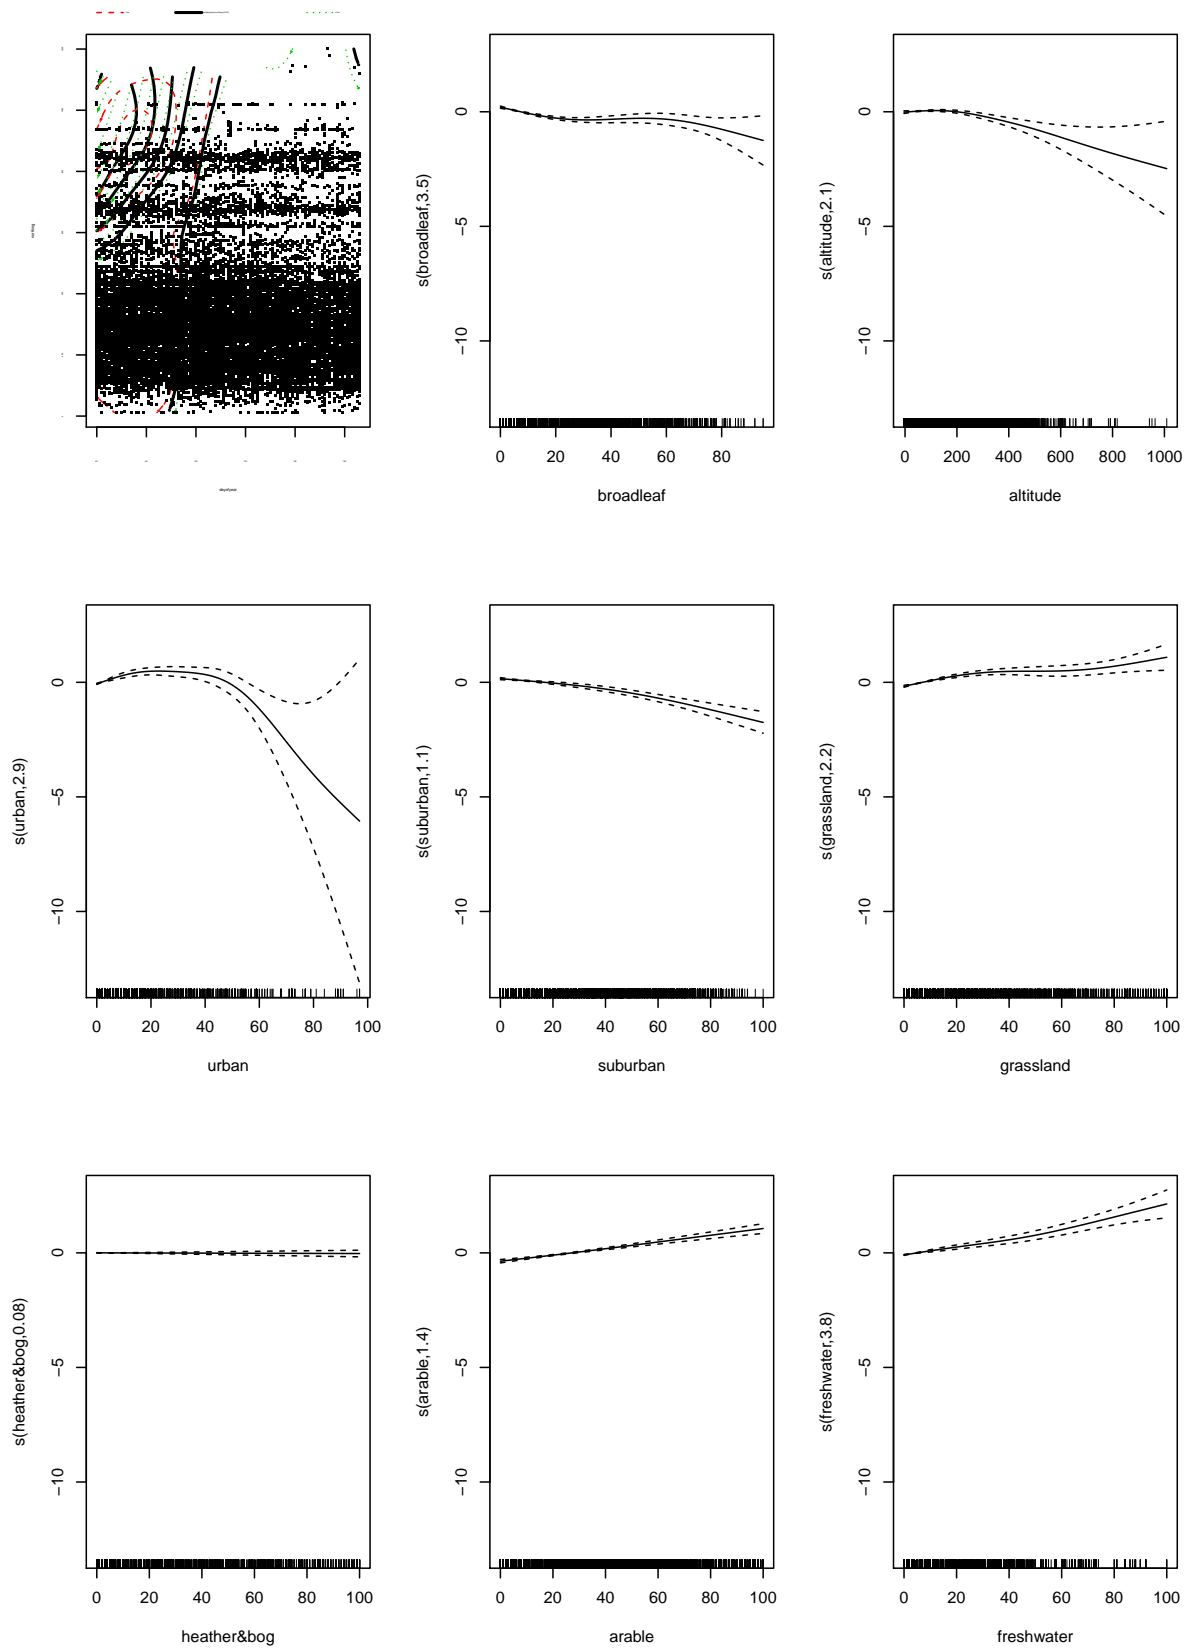 dayofyear
0
−5
−10
s(broadleaf,3.5)
0 20 40 60 80
broadleaf
0
−5
−10
s(altitude,2.1)
0 200 400 600 800 1000
altitude
0
−5
−10
s(urban,2.9)
0 20 40 60 80 100
urban
0
−5
−10
s(suburban,1.1)
0 20 40 60 80 100
suburban
0
−5
−10
s(grassland,2.2)
0 20 40 60 80 100
grassland
0
−5
−10
s(heather&bog,0.08)
0 20 40 60 80 100
heather&bog
0
−5
−10
s(arable,1.4)
0 20 40 60 80 100
arable
0
−5
−10
s(freshwater,3.8)
0 20 40 60 80 100
freshwater